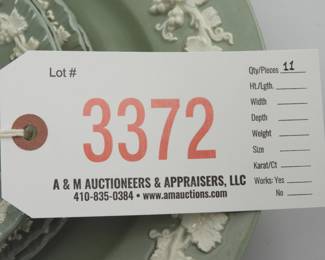 Lot #
3372
Qty/Pieces 11
Ht./Lgth.
Width
Depth
Weight
Size
Karat/Ct
Works: Yes
No
A & M AUCTIONEERS & APPRAISERS, LLC
410-835-0384 • www.amauctions.com